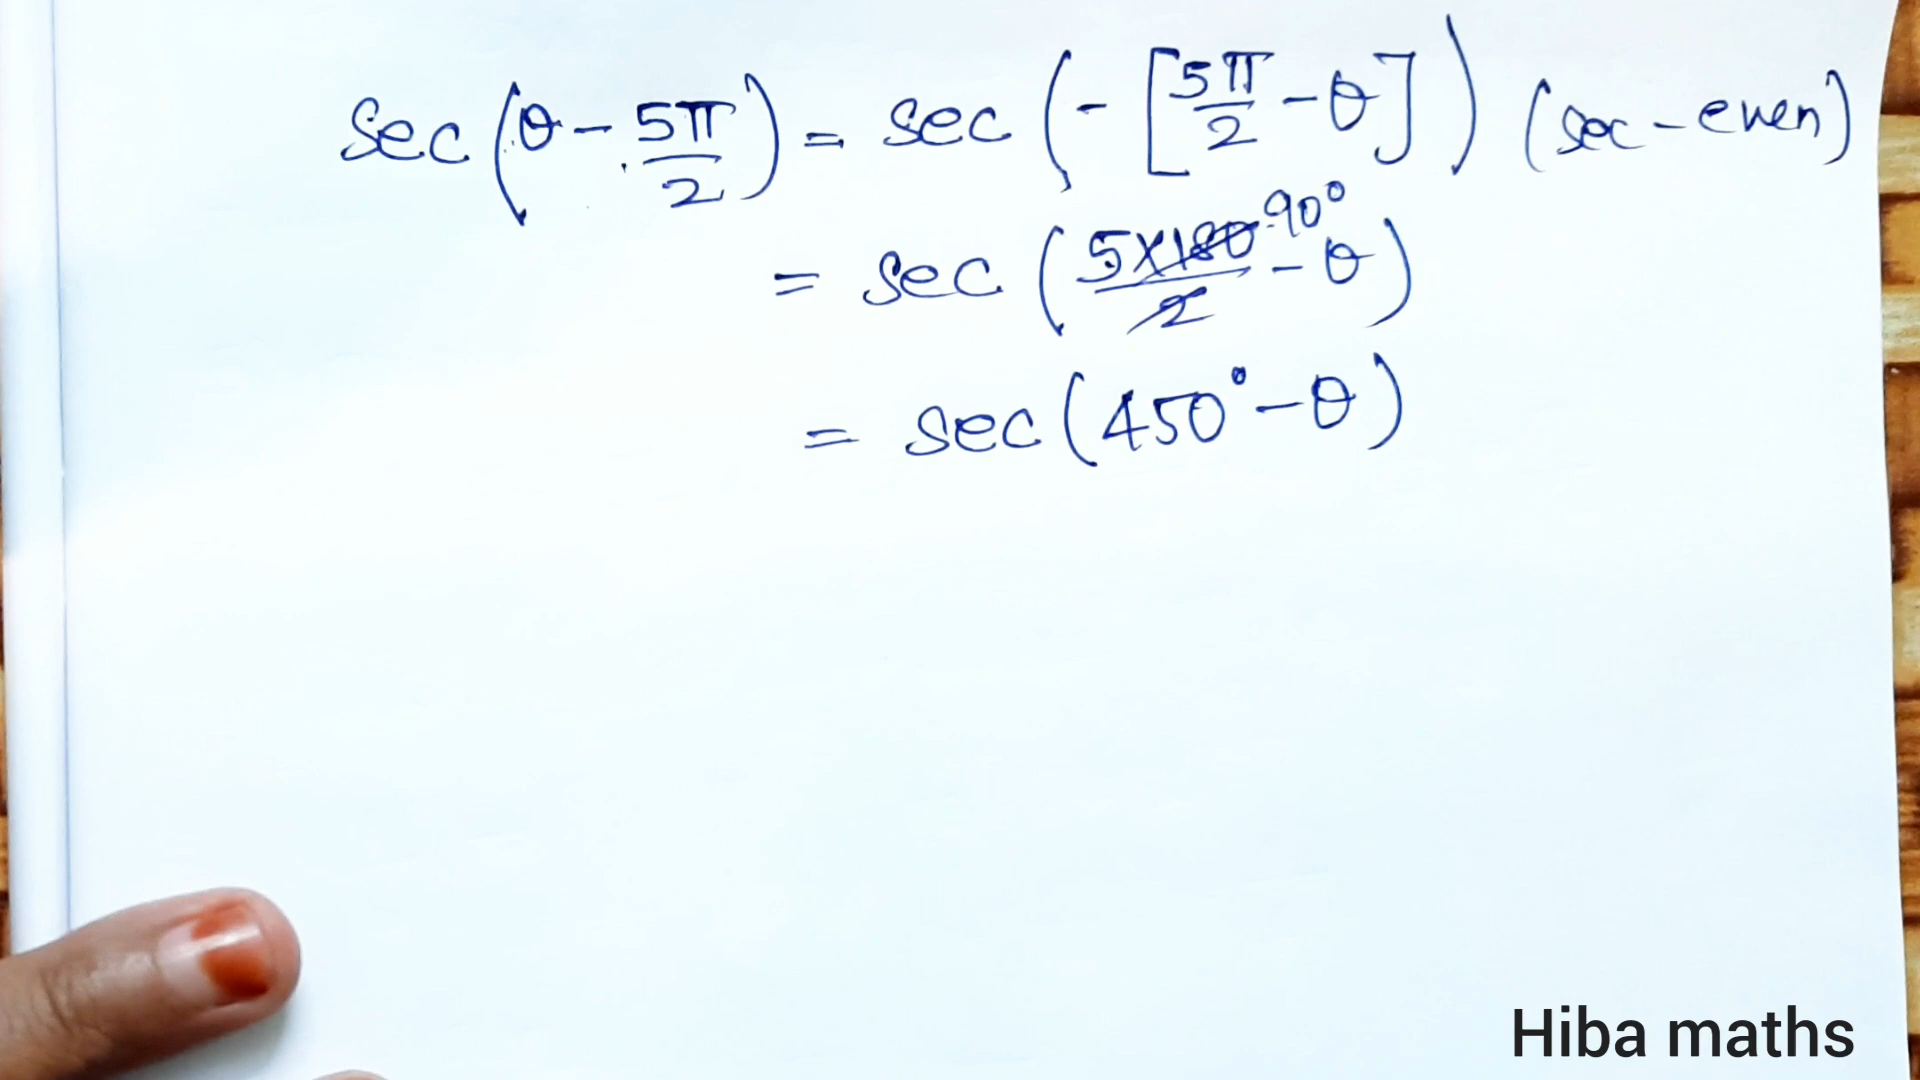 sec(θ - 5π/2) = sec(-[5π/2 - θ]) (sec - even)
= sec(5×180/2 90° - θ)
= sec(450° - θ)
Hiba maths